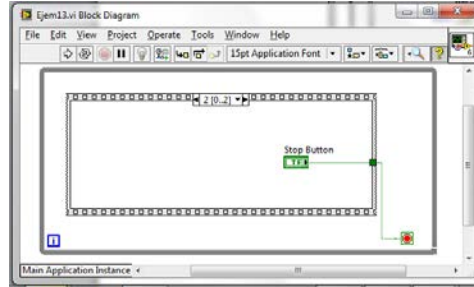 Ejem13.vi Block Diagram
File Edit View Project Operate Tools Window Help
15pt Application Font
2 [0..2]
Stop Button
TF
i
Main Application Instance